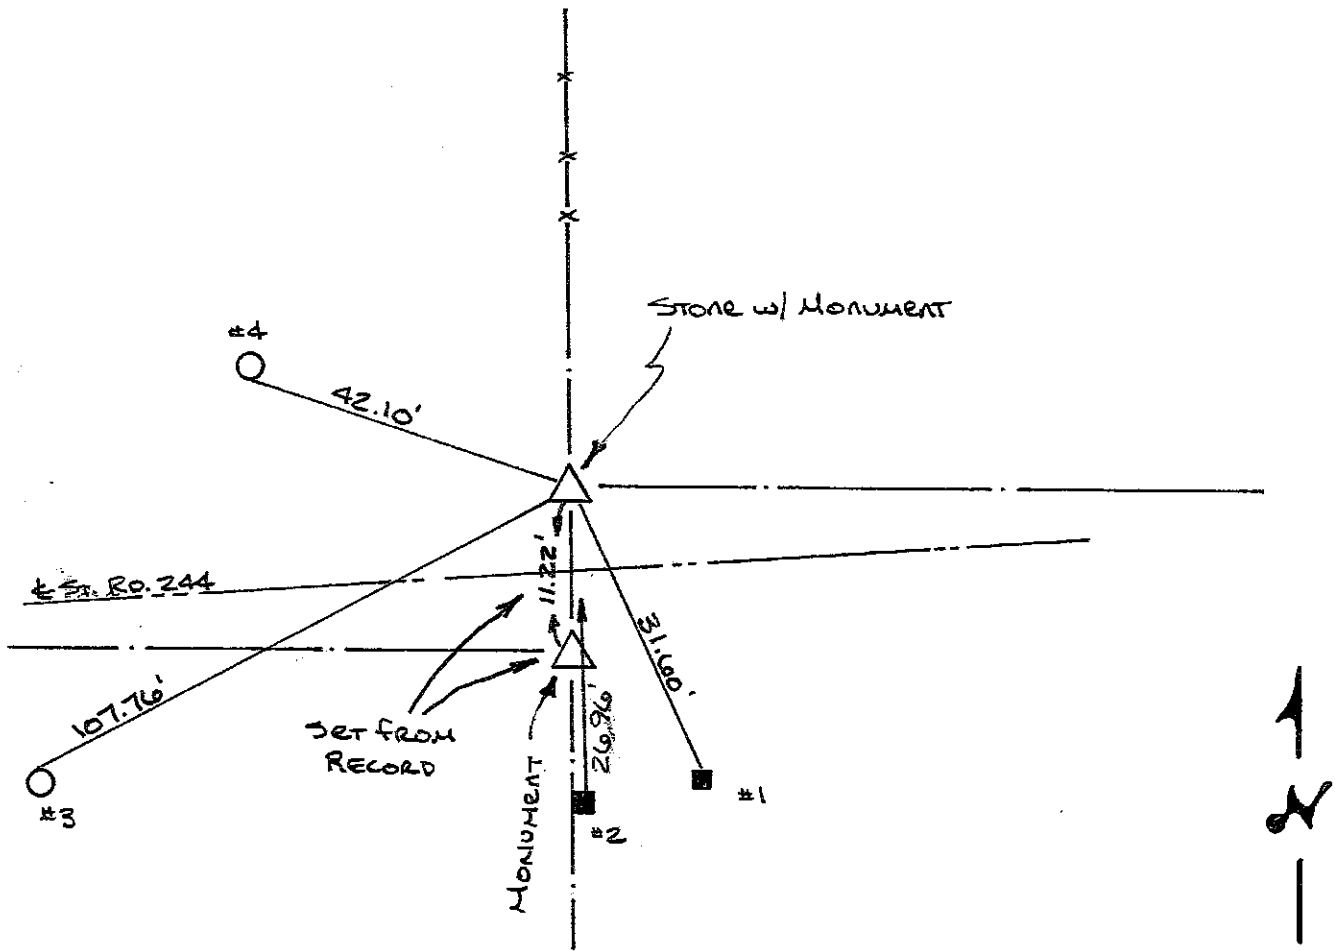 Stone w/ Monument
#4
42.10'
11.22'
℄ St. Rd. 244
31.60'
107.76'
Set from
Record
Monument
26.96'
#1
#3
#2
N